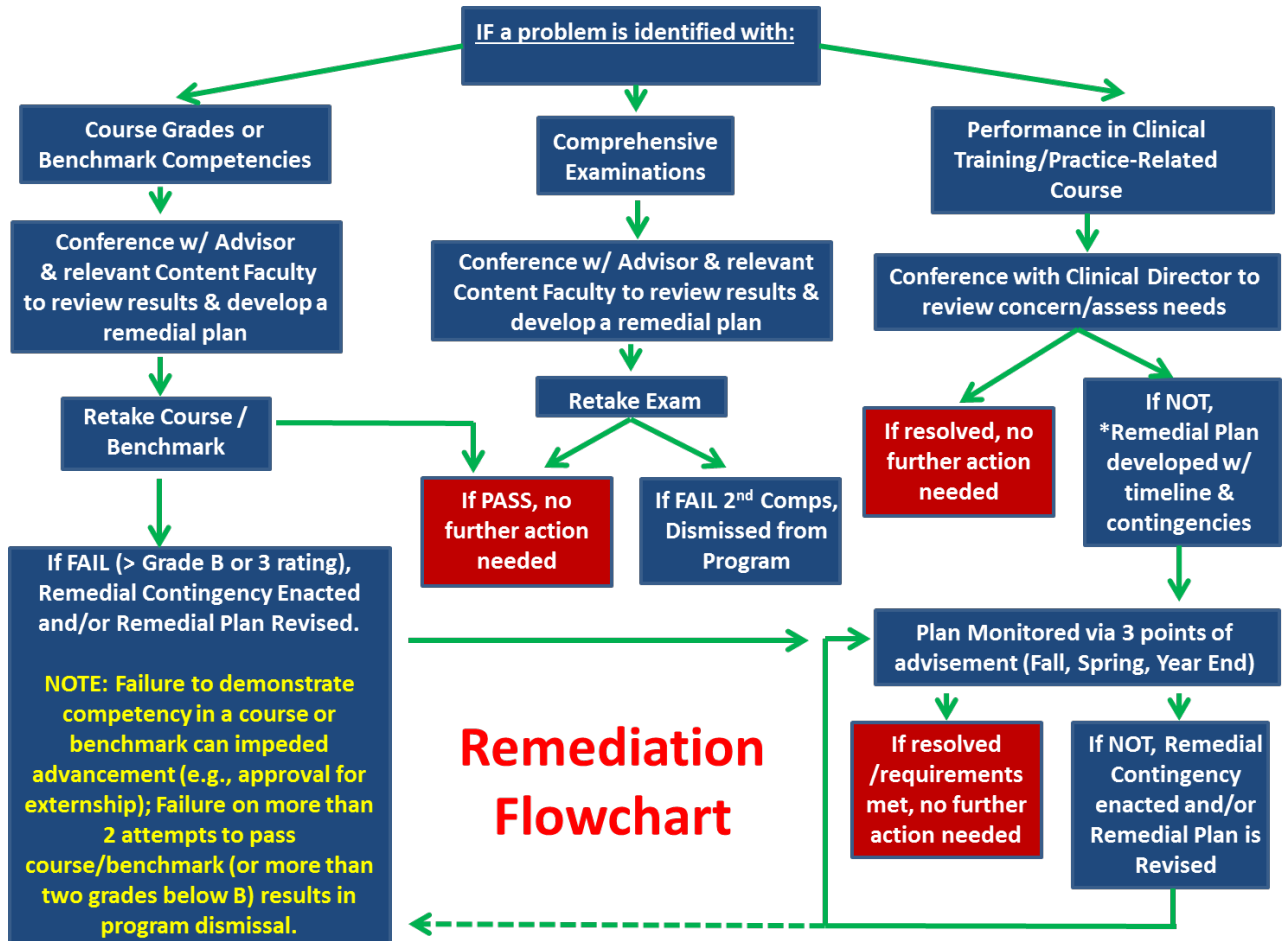 IF a problem is identified with:
Course Grades or
Benchmark Competencies
Conference w/ Advisor
& relevant Content Faculty
to review results & develop a
remedial plan
Retake Course /
Benchmark
If FAIL (> Grade B or 3 rating),
Remedial Contingency Enacted
and/or Remedial Plan Revised.
NOTE: Failure to demonstrate
competency in a course or
benchmark can impeded
advancement (e.g., approval for
externship); Failure on more than
2 attempts to pass
course/benchmark (or more than
two grades below B) results in
program dismissal.
Comprehensive
Examinations
Conference w/ Advisor & relevant
Content Faculty to review results &
develop a remedial plan
Retake Exam
If PASS, no
further action
needed
If FAIL 2nd Comps,
Dismissed from
Program
Performance in Clinical
Training/Practice-Related
Course
Conference with Clinical Director to
review concern/assess needs
If resolved, no
further action
needed
If NOT,
*Remedial Plan
developed w/
timeline &
contingencies
Plan Monitored via 3 points of
advisement (Fall, Spring, Year End)
If resolved
/requirements
met, no further
action needed
If NOT, Remedial
Contingency
enacted and/or
Remedial Plan is
Revised
Remediation
Flowchart